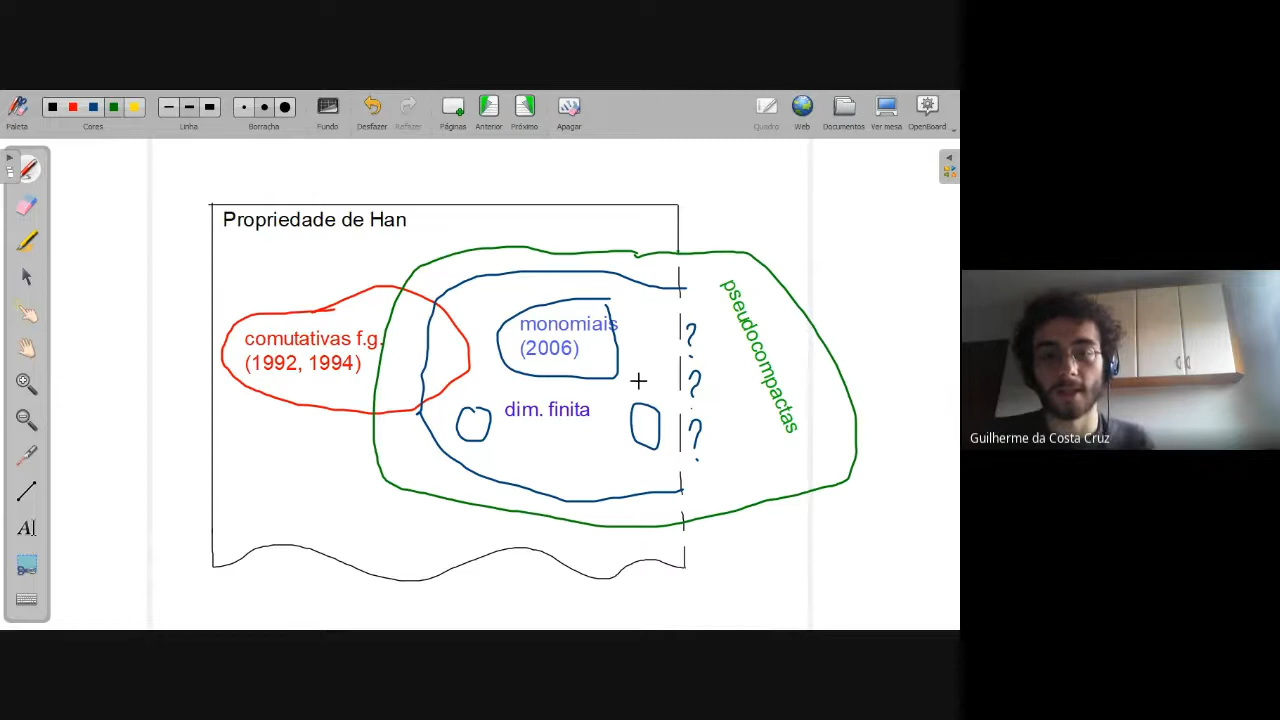 Paleta
Cores
Linha
Borracha
Fundo
Desfazer
Refazer
Páginas
Anterior
Próximo
Apagar
Quadro
Web
Documentos
Ver mesa
OpenBoard
Propriedade de Han
comutativas f.g.
(1992, 1994)
monomiais
(2006)
dim. finita
?
?
?
pseudocompactas
A
Guilherme da Costa Cruz